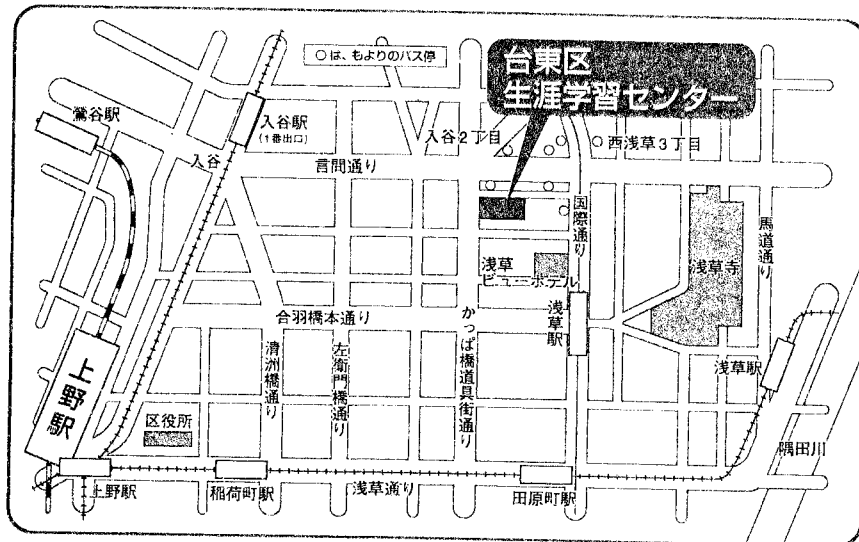 ○は、もよりのバス停
台東区
生涯学習センター
鶯谷駅
入谷駅
(1番出口)
入谷
入谷2丁目
西浅草3丁目
言問通り
国際通り
馬道通り
浅草寺
浅草
ビューホテル
合羽橋本通り
かっぱ橋道具街通り
浅草駅
浅草駅
上野駅
清洲橋通り
左衛門橋通り
区役所
隅田川
上野駅
稲荷町駅
浅草通り
田原町駅